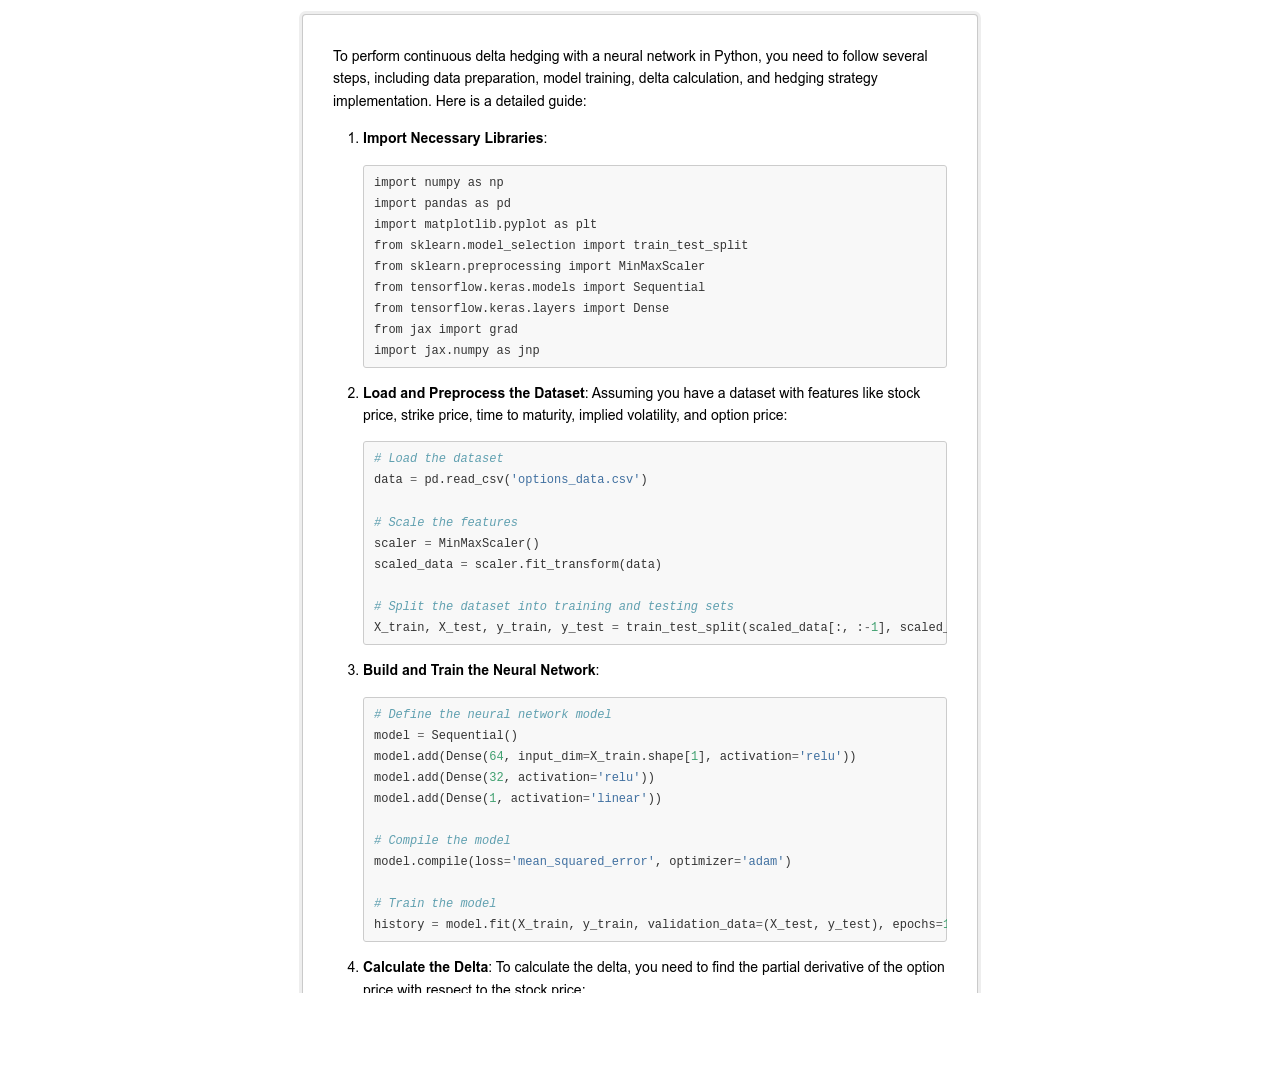 To perform continuous delta hedging with a neural network in Python, you need to follow several
steps, including data preparation, model training, delta calculation, and hedging strategy
implementation. Here is a detailed guide:
1. Import Necessary Libraries:
import numpy as np
import pandas as pd
import matplotlib.pyplot as plt
from sklearn.model_selection import train_test_split
from sklearn.preprocessing import MinMaxScaler
from tensorflow.keras.models import Sequential
from tensorflow.keras.layers import Dense
from jax import grad
import jax.numpy as jnp
2. Load and Preprocess the Dataset: Assuming you have a dataset with features like stock
price, strike price, time to maturity, implied volatility, and option price:
# Load the dataset
data = pd.read_csv('options_data.csv')
# Scale the features
scaler = MinMaxScaler()
scaled_data = scaler.fit_transform(data)
# Split the dataset into training and testing sets
X_train, X_test, y_train, y_test = train_test_split(scaled_data[:, :-1], scaled_
3. Build and Train the Neural Network:
# Define the neural network model
model = Sequential()
model.add(Dense(64, input_dim=X_train.shape[1], activation='relu'))
model.add(Dense(32, activation='relu'))
model.add(Dense(1, activation='linear'))
# Compile the model
model.compile(loss='mean_squared_error', optimizer='adam')
# Train the model
history = model.fit(X_train, y_train, validation_data=(X_test, y_test), epochs=1
4. Calculate the Delta: To calculate the delta, you need to find the partial derivative of the option
price with respect to the stock price: